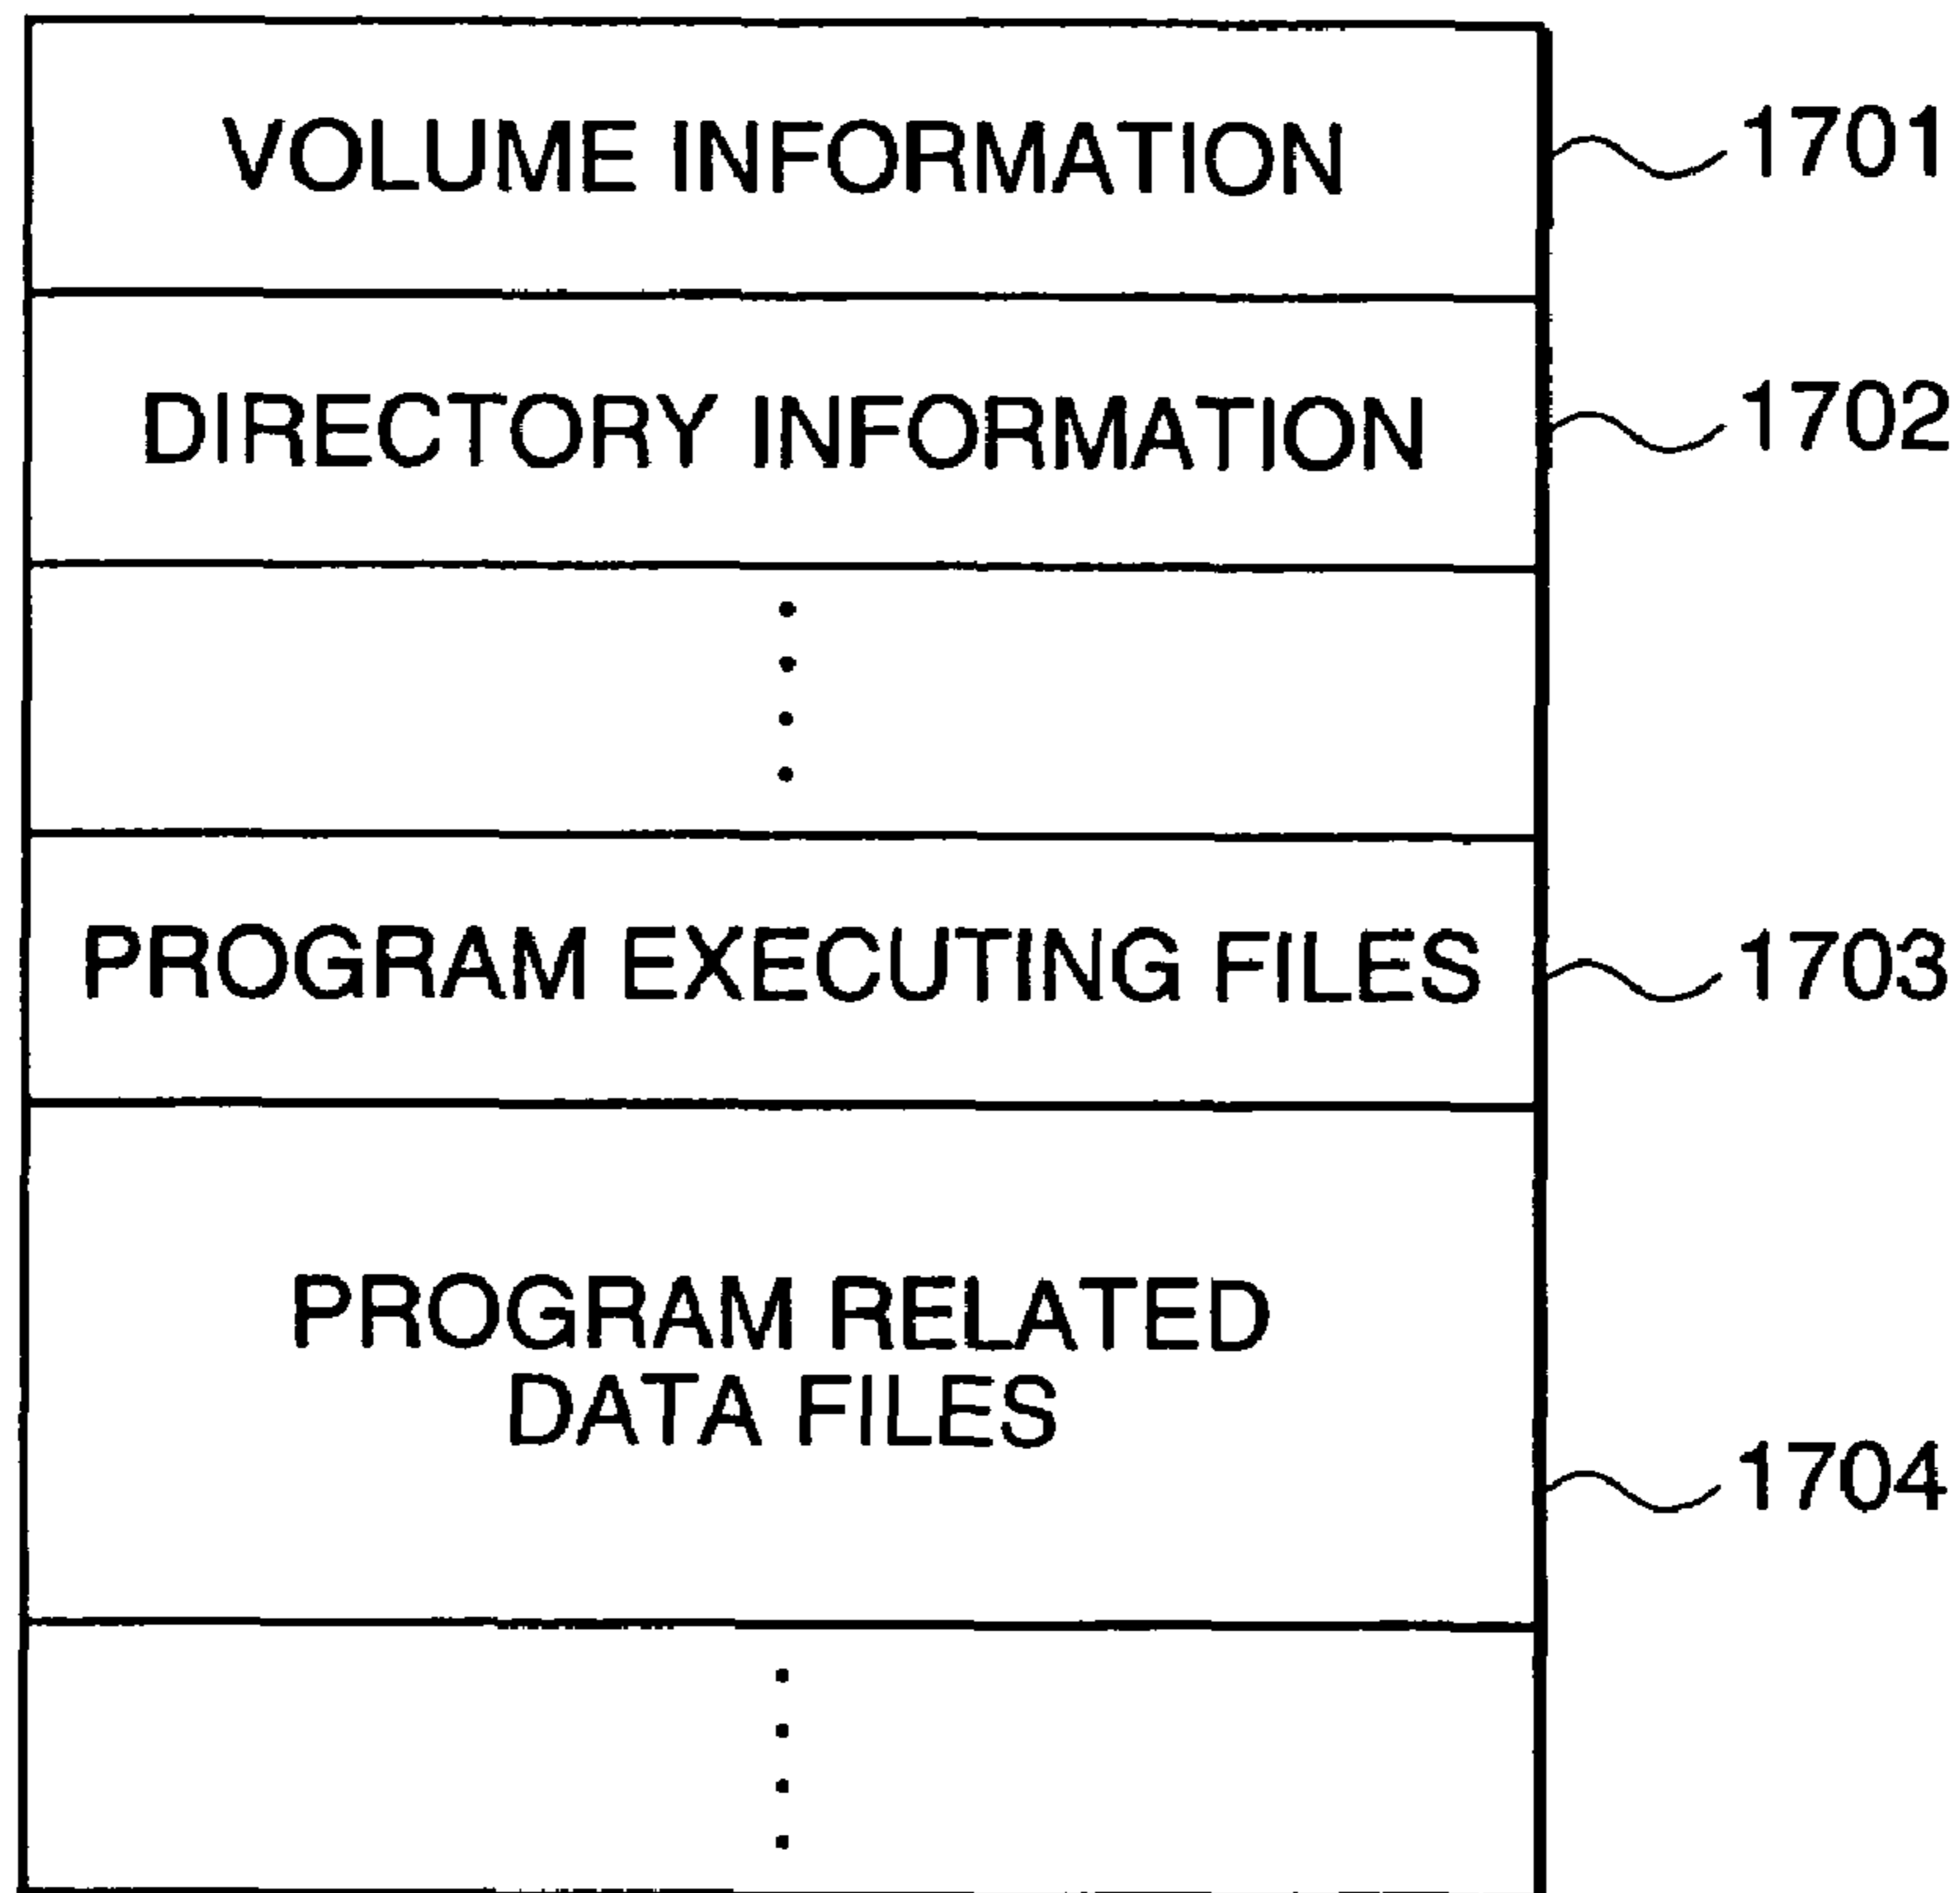 VOLUME INFORMATION 1701
DIRECTORY INFORMATION 1702
PROGRAM EXECUTING FILES 1703
PROGRAM RELATED
DATA FILES
1704